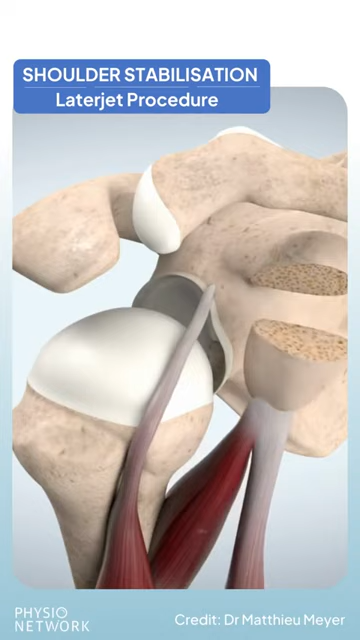 SHOULDER STABILISATION
Laterjet Procedure
PHYSIO
NETWORK
Credit: Dr Matthieu Meyer